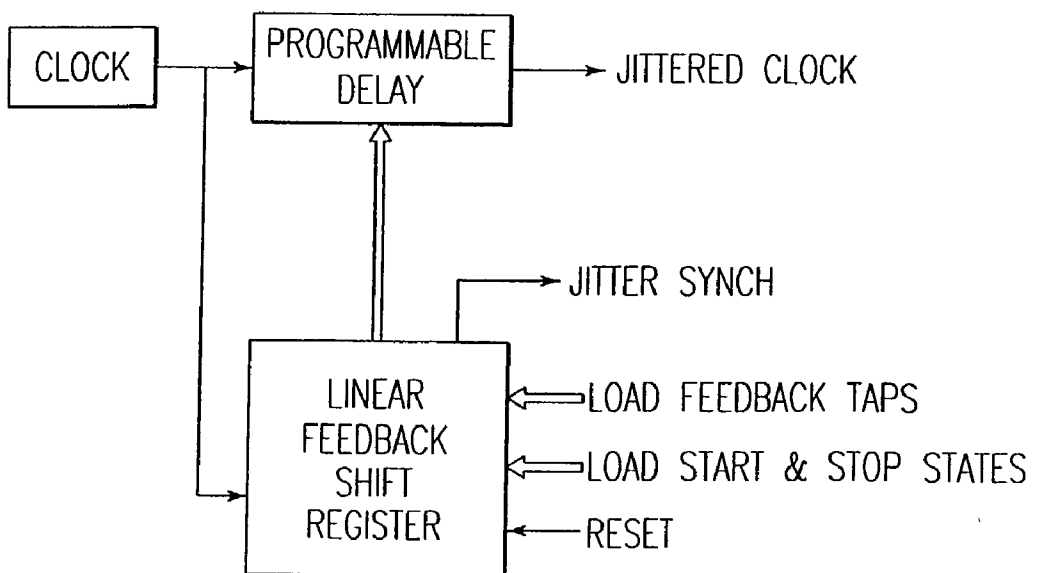 CLOCK
PROGRAMMABLE
DELAY
JITTERED CLOCK
JITTER SYNCH
LINEAR
FEEDBACK
SHIFT
REGISTER
LOAD FEEDBACK TAPS
LOAD START & STOP STATES
RESET